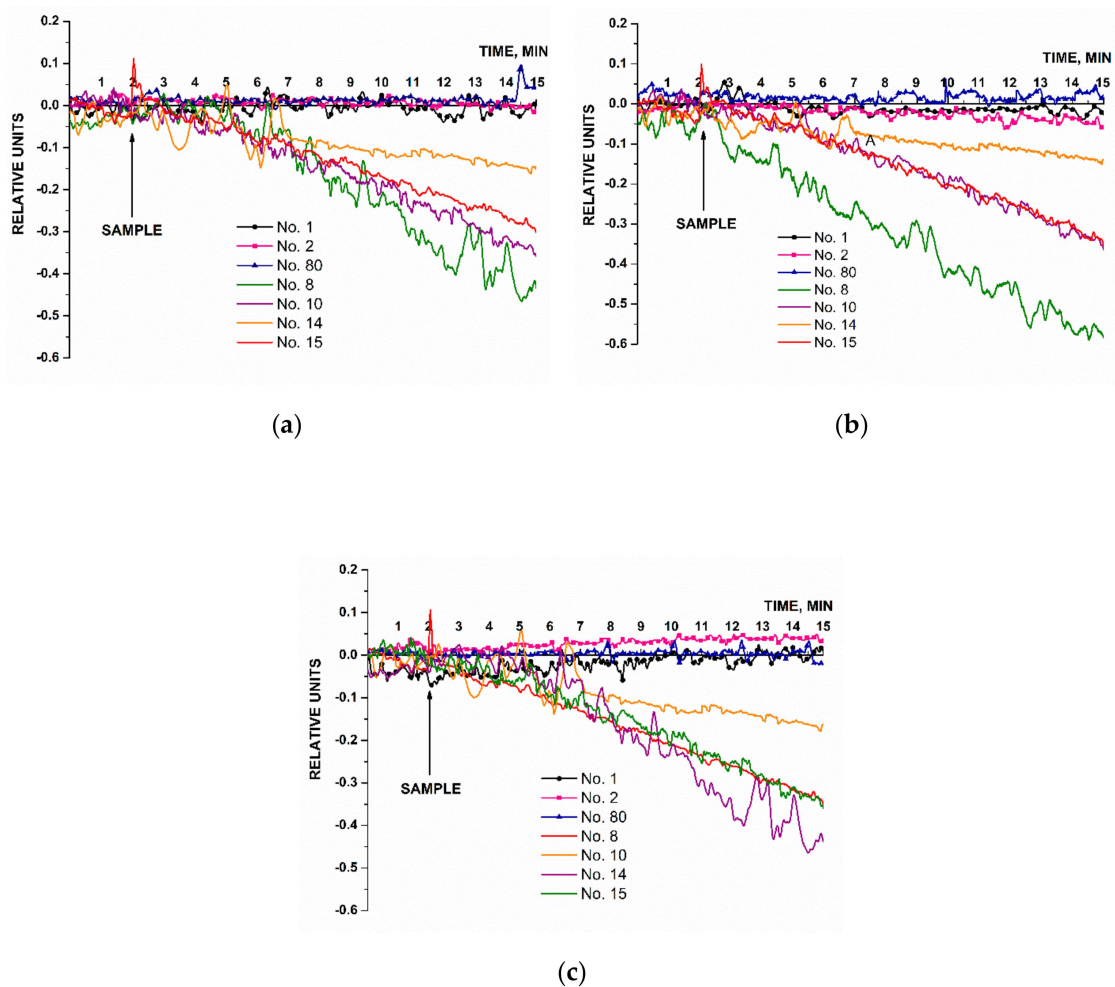 0.2
0.1
0.0
-0.1
-0.2
-0.3
-0.4
-0.5
-0.6
RELATIVE UNITS
TIME, MIN
1 2 3 4 5 6 7 8 9 10 11 12 13 14 15
SAMPLE
No. 1
No. 2
No. 80
No. 8
No. 10
No. 14
No. 15
(a)
0.2
0.1
0.0
-0.1
-0.2
-0.3
-0.4
-0.5
-0.6
RELATIVE UNITS
TIME, MIN
1 2 3 4 5 6 7 8 9 10 11 12 13 14 15
A
SAMPLE
No. 1
No. 2
No. 80
No. 8
No. 10
No. 14
No. 15
(b)
0.2
0.1
0.0
-0.1
-0.2
-0.3
-0.4
-0.5
-0.6
RELATIVE UNITS
TIME, MIN
1 2 3 4 5 6 7 8 9 10 11 12 13 14 15
SAMPLE
No. 1
No. 2
No. 80
No. 8
No. 10
No. 14
No. 15
(c)